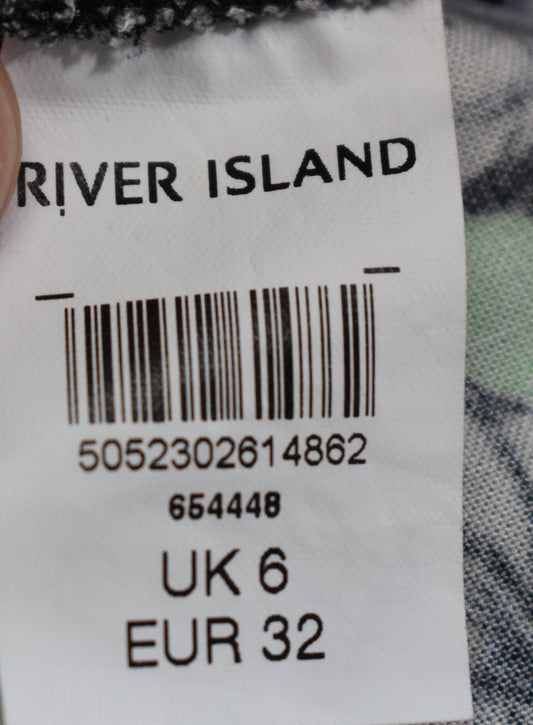 RIVER ISLAND
5052302614862
654448
UK 6
EUR 32